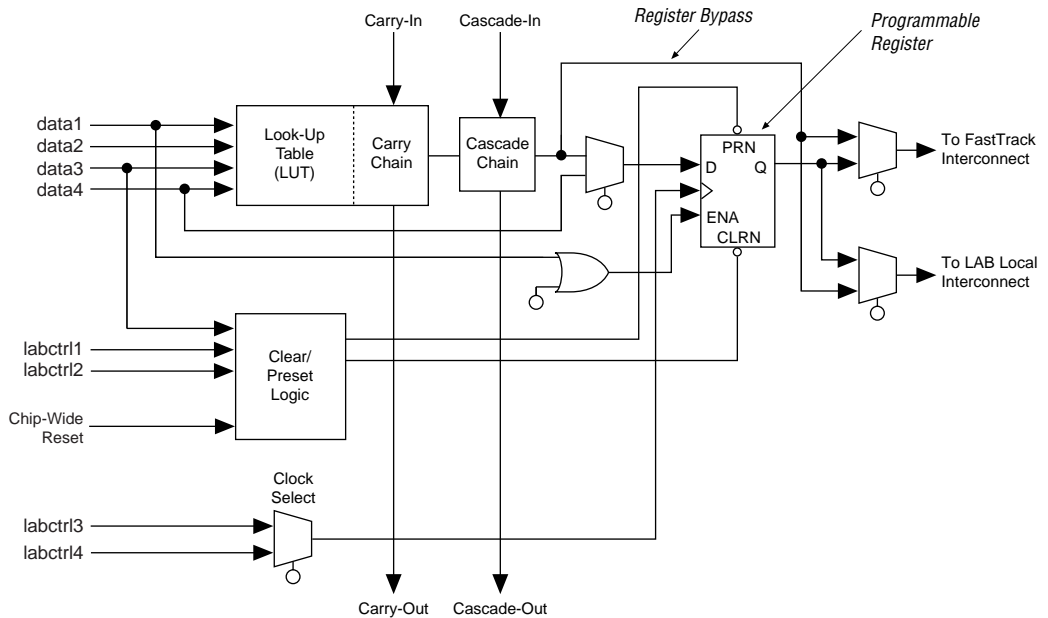 Carry-In
Cascade-In
Register Bypass
Programmable
Register
data1
data2
data3
data4
Look-Up
Table
(LUT)
Carry
Chain
Cascade
Chain
PRN
D
Q
ENA
CLRN
To FastTrack
Interconnect
To LAB Local
Interconnect
labctrl1
labctrl2
Chip-Wide
Reset
Clear/
Preset
Logic
Clock
Select
labctrl3
labctrl4
Carry-Out
Cascade-Out